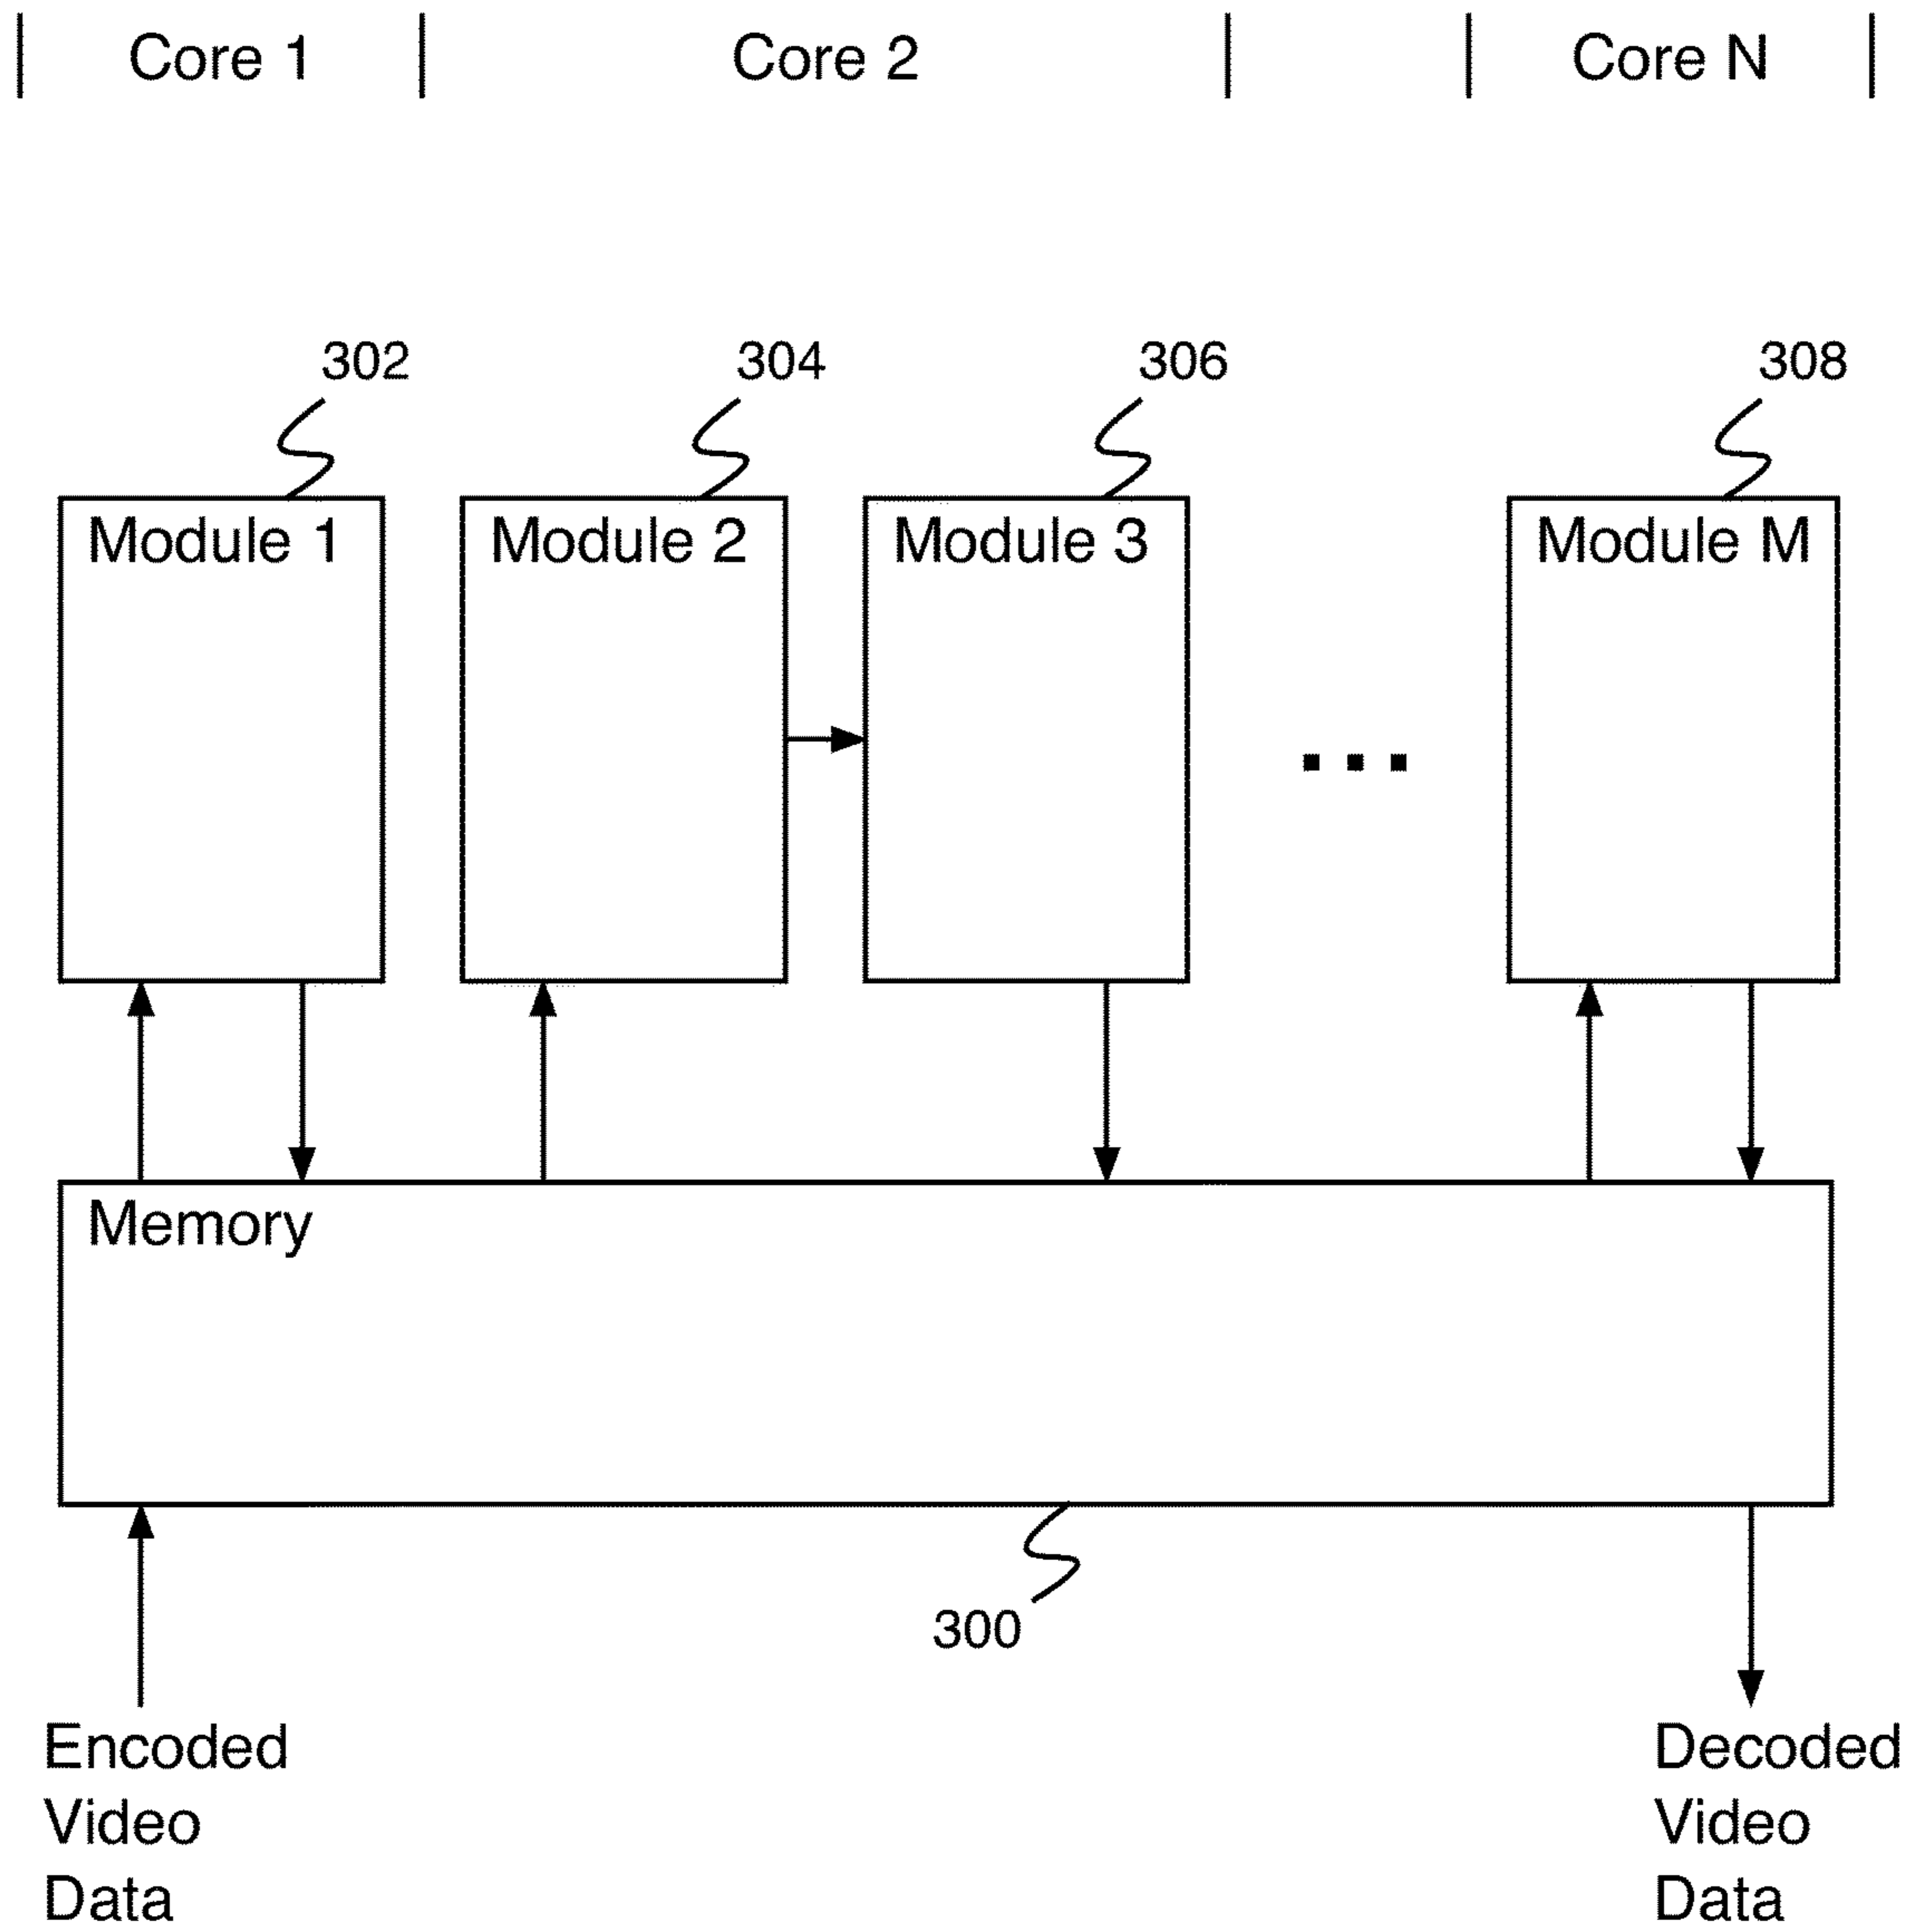 Core 1
Core 2
Core N
302
304
306
308
Module 1
Module 2
Module 3
Module M
Memory
300
Encoded
Video
Data
Decoded
Video
Data